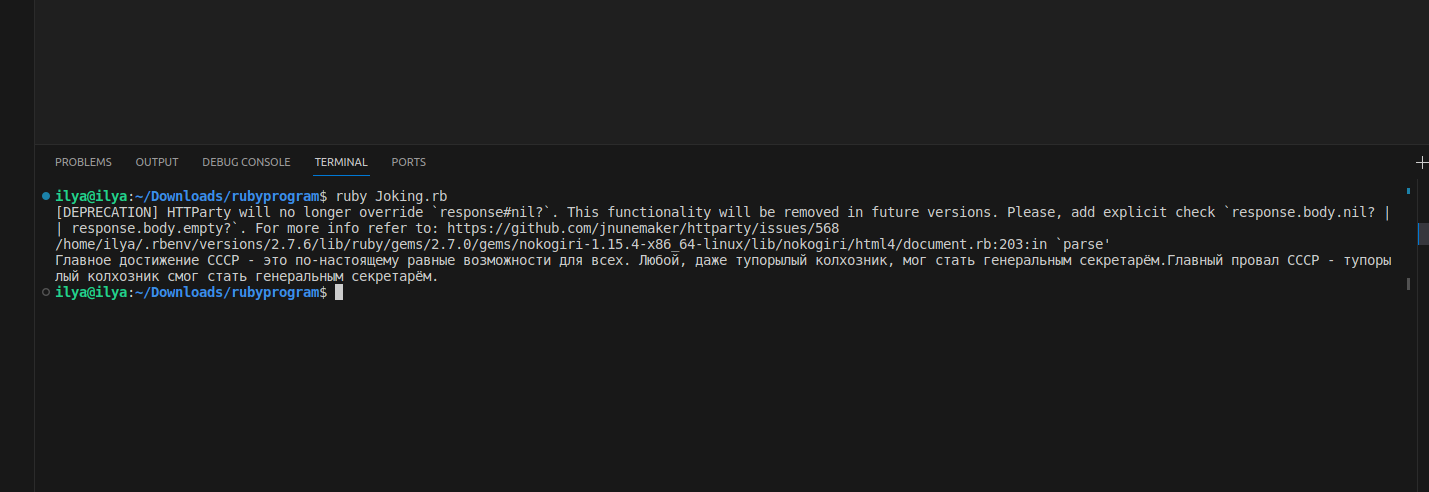 PROBLEMS OUTPUT DEBUG CONSOLE TERMINAL PORTS
ilya@ilya:~/Downloads/rubyprogram$ ruby Joking.rb
[DEPRECATION] HTTParty will no longer override `response#nil?`. This functionality will be removed in future versions. Please, add explicit check `response.body.nil? |
| response.body.empty?`. For more info refer to: https://github.com/jnunemaker/httparty/issues/568
/home/ilya/.rbenv/versions/2.7.6/lib/ruby/gems/2.7.0/gems/nokogiri-1.15.4-x86_64-linux/lib/nokogiri/html4/document.rb:203:in `parse'
Главное достижение СССР - это по-настоящему равные возможности для всех. Любой, даже тупорылый колхозник, мог стать генеральным секретарём.Главный провал СССР - тупоры
лый колхозник смог стать генеральным секретарём.
ilya@ilya:~/Downloads/rubyprogram$